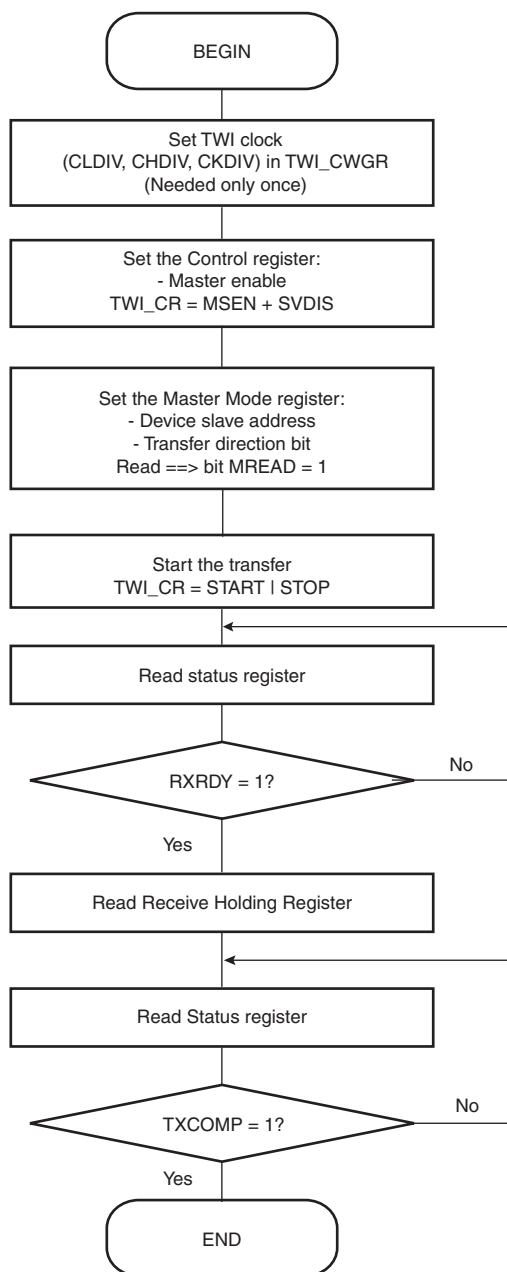 BEGIN
Set TWI clock
(CLDIV, CHDIV, CKDIV) in TWI_CWGR
(Needed only once)
Set the Control register:
- Master enable
TWI_CR = MSEN + SVDIS
Set the Master Mode register:
- Device slave address
- Transfer direction bit
Read ==> bit MREAD = 1
Start the transfer
TWI_CR = START | STOP
Read status register
RXRDY = 1?
No
Yes
Read Receive Holding Register
Read Status register
TXCOMP = 1?
No
Yes
END